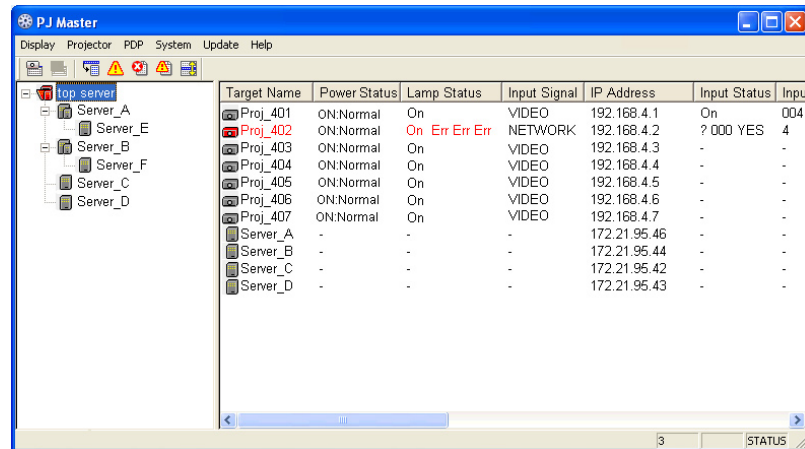 PJ Master
Display Projector PDP System Update Help
top server
Server_A
Server_E
Server_B
Server_F
Server_C
Server_D
Target Name Power Status Lamp Status Input Signal IP Address Input Status Inpu
Proj_401 ON:Normal On VIDEO 192.168.4.1 On 004
Proj_402 On Err Err Err NETWORK 192.168.4.2 ? 000 YES 4
Proj_403 ON:Normal On VIDEO 192.168.4.3 - -
Proj_404 ON:Normal On VIDEO 192.168.4.4 - -
Proj_405 ON:Normal On VIDEO 192.168.4.5 - -
Proj_406 ON:Normal On VIDEO 192.168.4.6 - -
Proj_407 ON:Normal On VIDEO 192.168.4.7 - -
Server_A - - - 172.21.95.46 - -
Server_B - - - 172.21.95.44 - -
Server_C - - - 172.21.95.42 - -
Server_D - - - 172.21.95.43 - -
3 STATUS